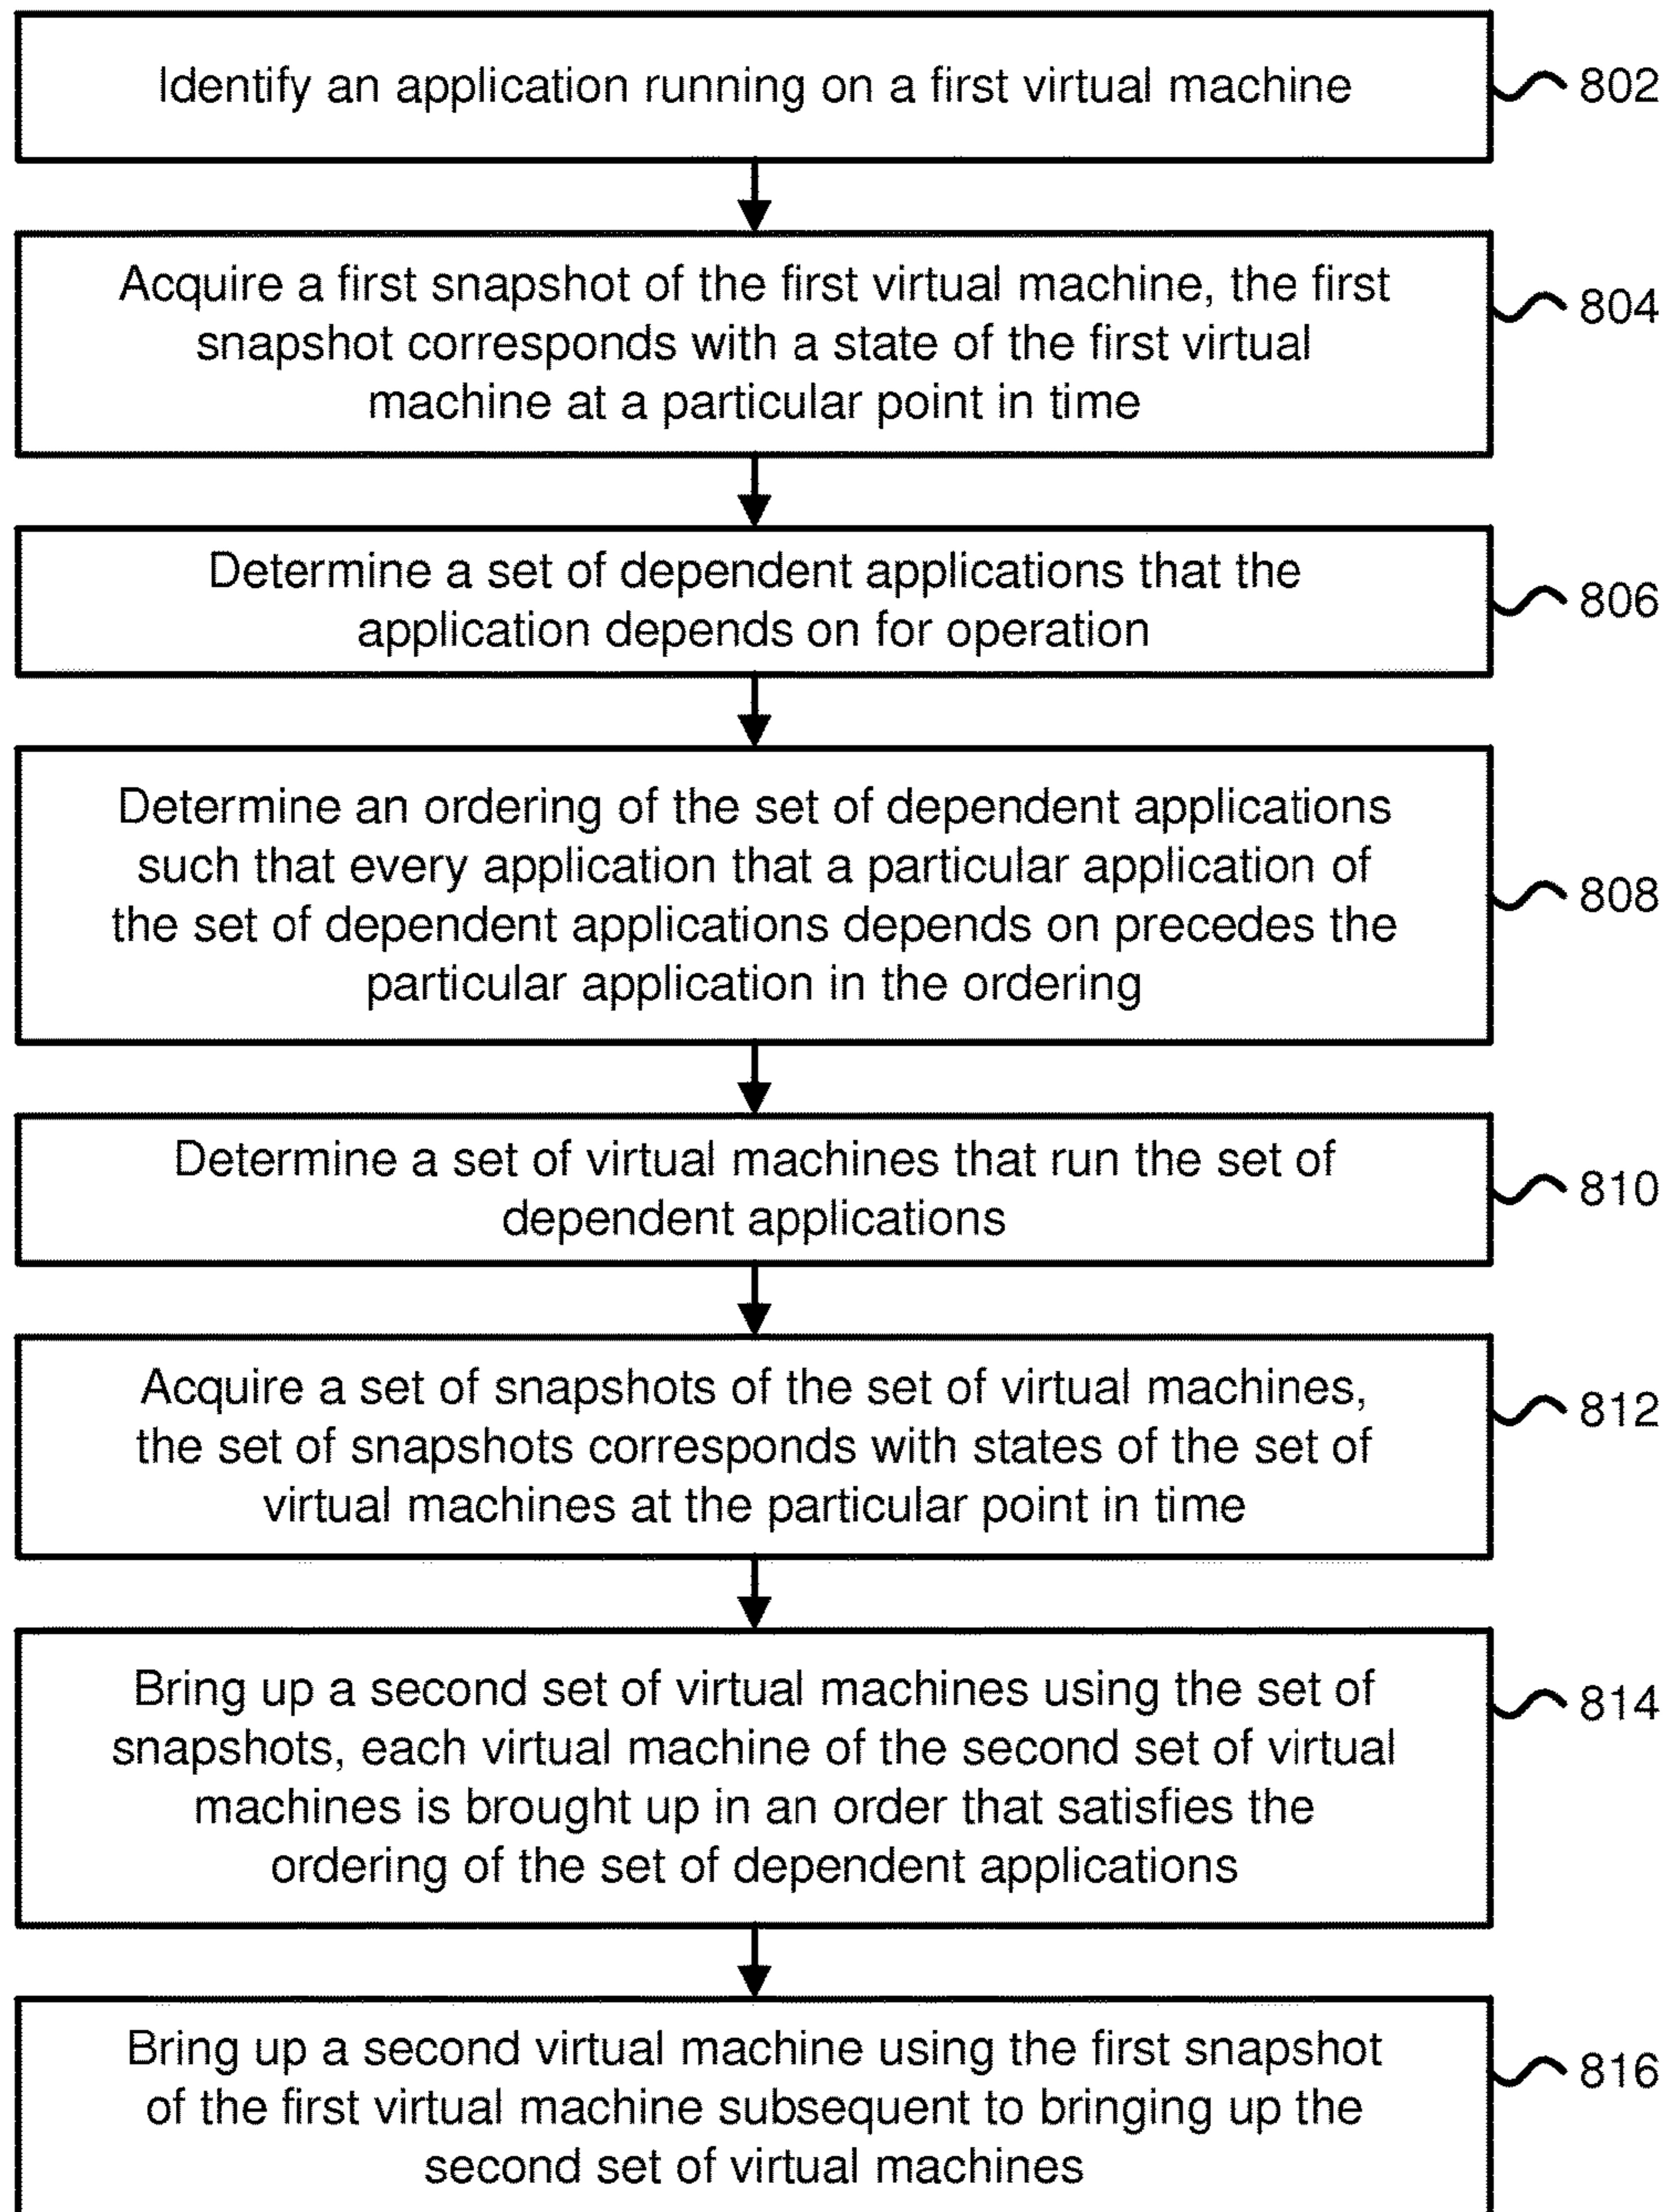 Identify an application running on a first virtual machine
802
Acquire a first snapshot of the first virtual machine, the first
snapshot corresponds with a state of the first virtual
machine at a particular point in time
804
Determine a set of dependent applications that the
application depends on for operation
806
Determine an ordering of the set of dependent applications
such that every application that a particular application of
the set of dependent applications depends on precedes the
particular application in the ordering
808
Determine a set of virtual machines that run the set of
dependent applications
810
Acquire a set of snapshots of the set of virtual machines,
the set of snapshots corresponds with states of the set of
virtual machines at the particular point in time
812
Bring up a second set of virtual machines using the set of
snapshots, each virtual machine of the second set of virtual
machines is brought up in an order that satisfies the
ordering of the set of dependent applications
814
Bring up a second virtual machine using the first snapshot
of the first virtual machine subsequent to bringing up the
second set of virtual machines
816